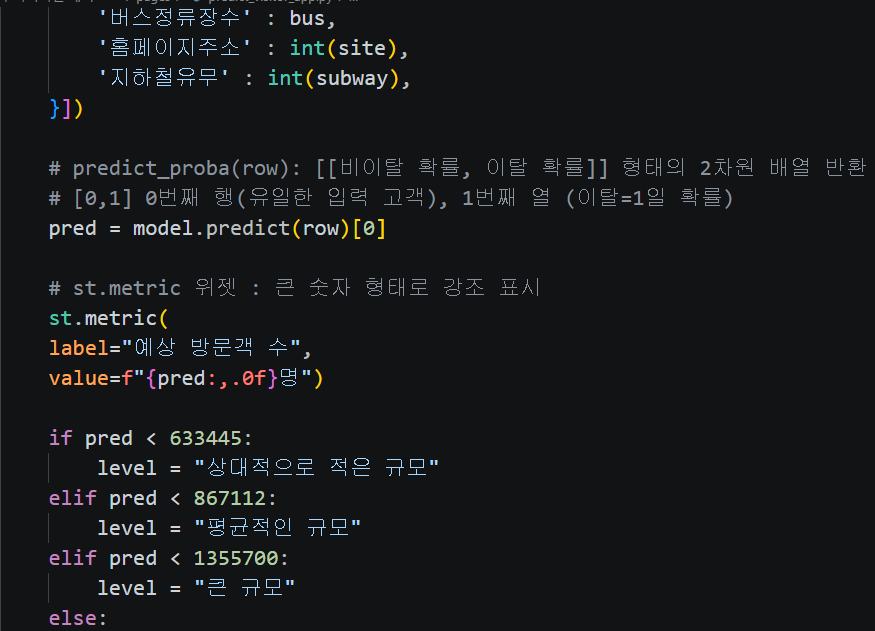 '버스정류장수' : bus,
'홈페이지주소' : int(site),
'지하철유무' : int(subway),
}])
# predict_proba(row): [[비이탈 확률, 이탈 확률]] 형태의 2차원 배열 반환
# [0,1] 0번째 행(유일한 입력 고객), 1번째 열 (이탈=1일 확률)
pred = model.predict(row)[0]
# st.metric 위젯 : 큰 숫자 형태로 강조 표시
st.metric(
label="예상 방문객 수",
value=f"{pred:,.0f}명")
if pred < 633445:
level = "상대적으로 적은 규모"
elif pred < 867112:
level = "평균적인 규모"
elif pred < 1355700:
level = "큰 규모"
else: